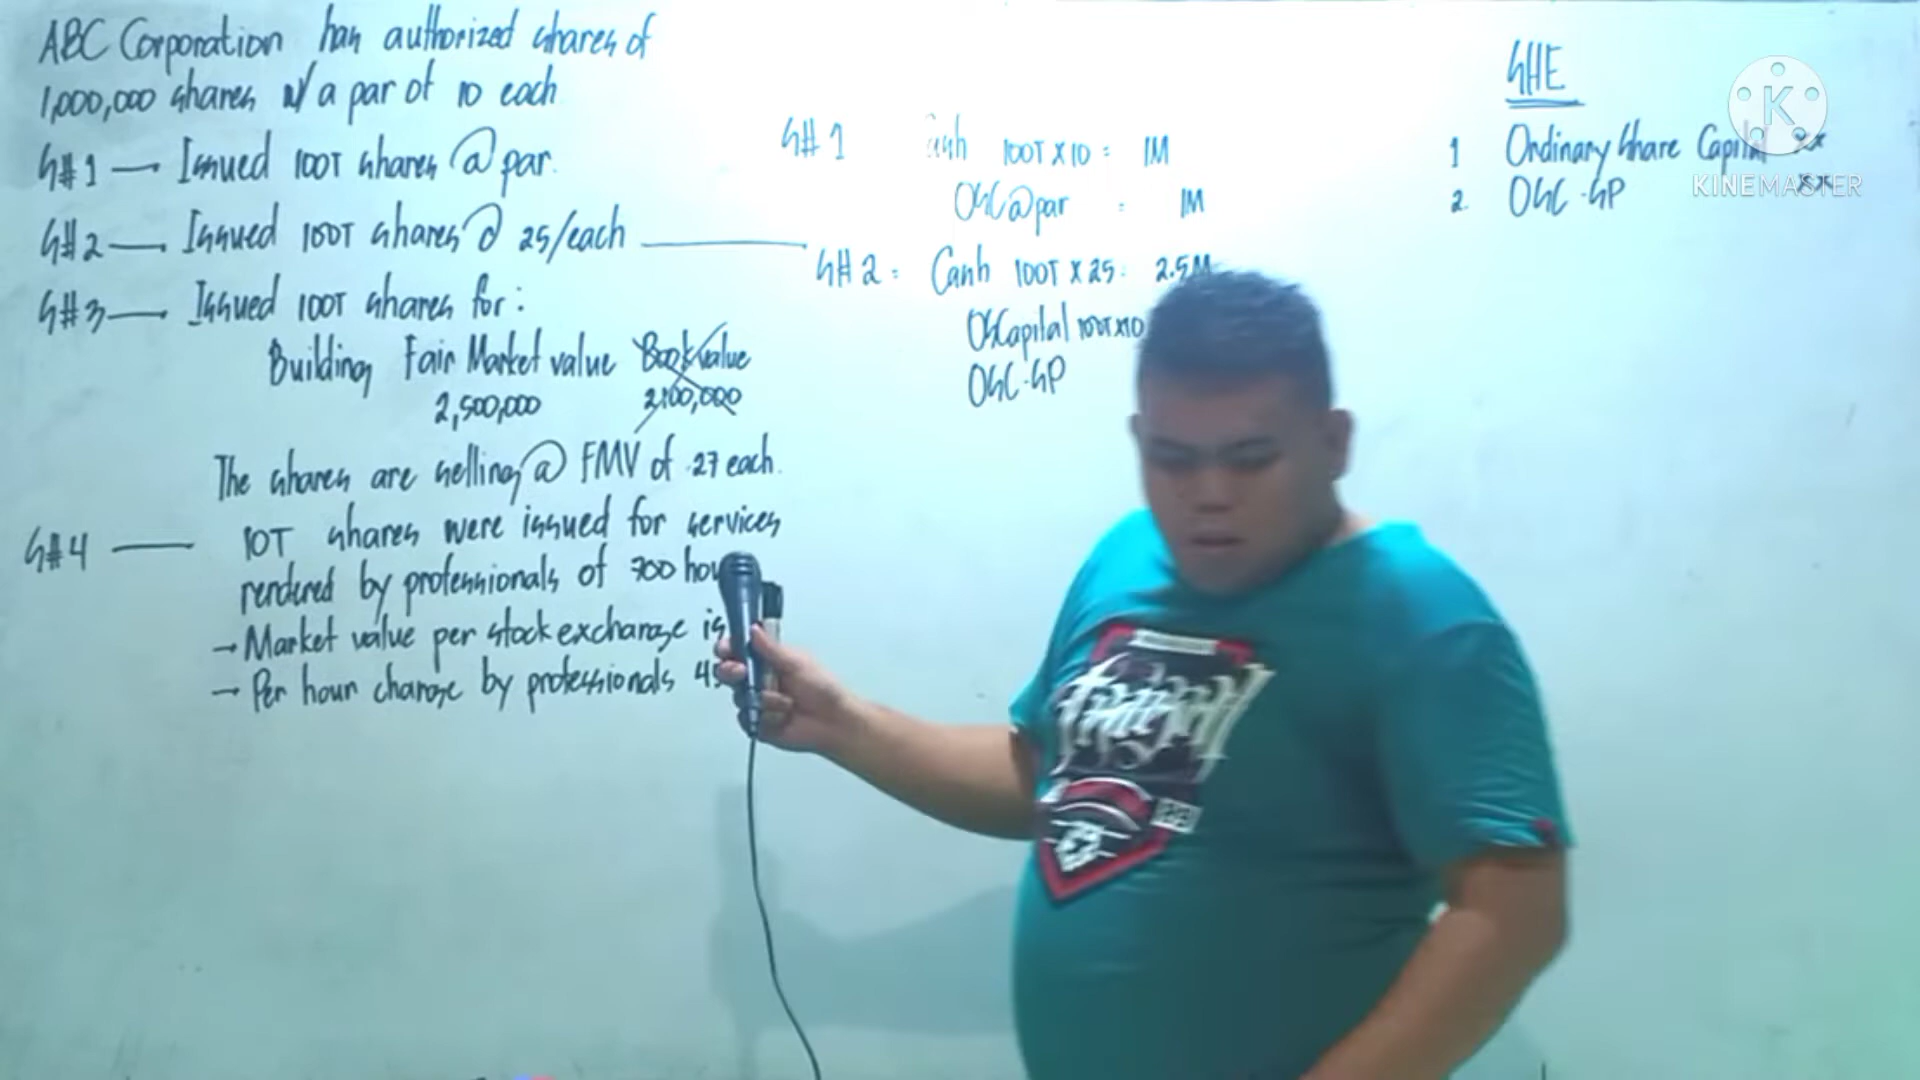 ABC Corporation has authorized shares of
1,000,000 shares w/ a par of 10 each
S#1 — Issued 100T shares @ par.
S#2 — Issued 100T shares @ 25/each
S#3 — Issued 100T shares for:
Building Fair Market value Book value
2,500,000 2,100,000
The shares are selling @ FMV of 27 each.
S#4 — 10T shares were issued for services
rendered by professionals of 700
→ Market value per stock exchange is
→ Per hour charge by professionals
S#1 Cash 100T X 10 = 1M
OSC @ par = 1M
S#2 = Cash 100T X 25 = 2.5M
OSCapital 100T X10
OSC-SP
SHE
1 Ordinary Share Capital xx
2. OSC-SP xx
K
KINEMASTER